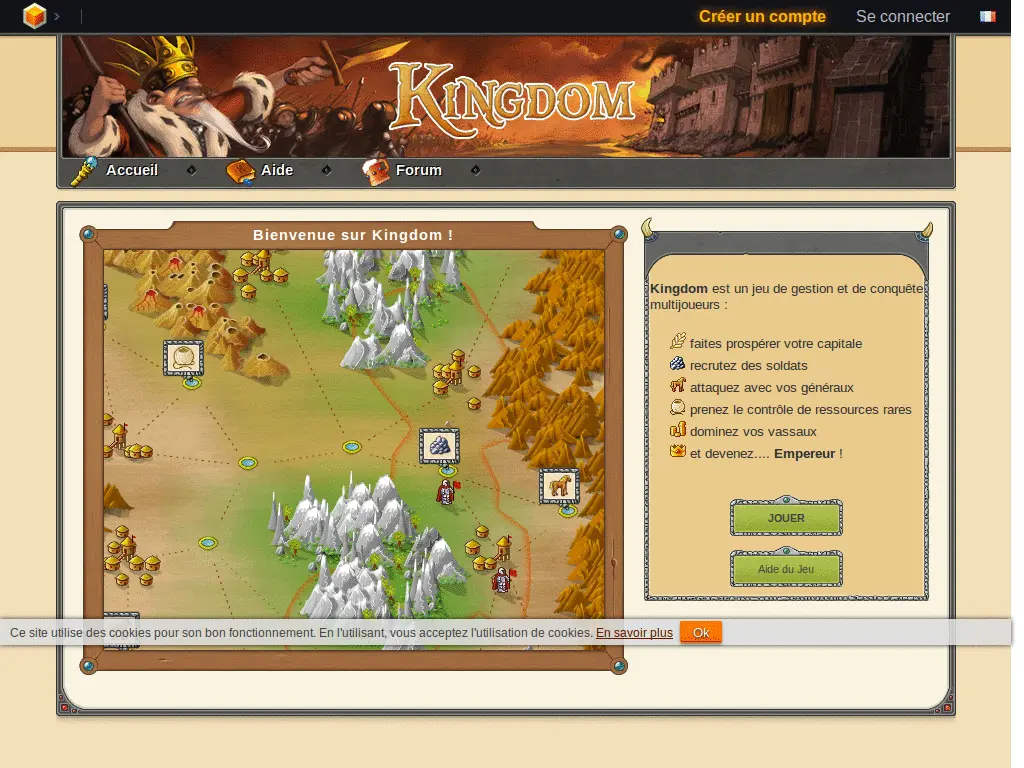 Créer un compte
Se connecter
KINGDOM
Accueil
Aide
Forum
Bienvenue sur Kingdom !
Kingdom est un jeu de gestion et de conquête
multijoueurs :
faites prospérer votre capitale
recrutez des soldats
attaquez avec vos généraux
prenez le contrôle de ressources rares
dominez vos vassaux
et devenez.... Empereur !
JOUER
Aide du Jeu
Ce site utilise des cookies pour son bon fonctionnement. En l'utilisant, vous acceptez l'utilisation de cookies. En savoir plus Ok